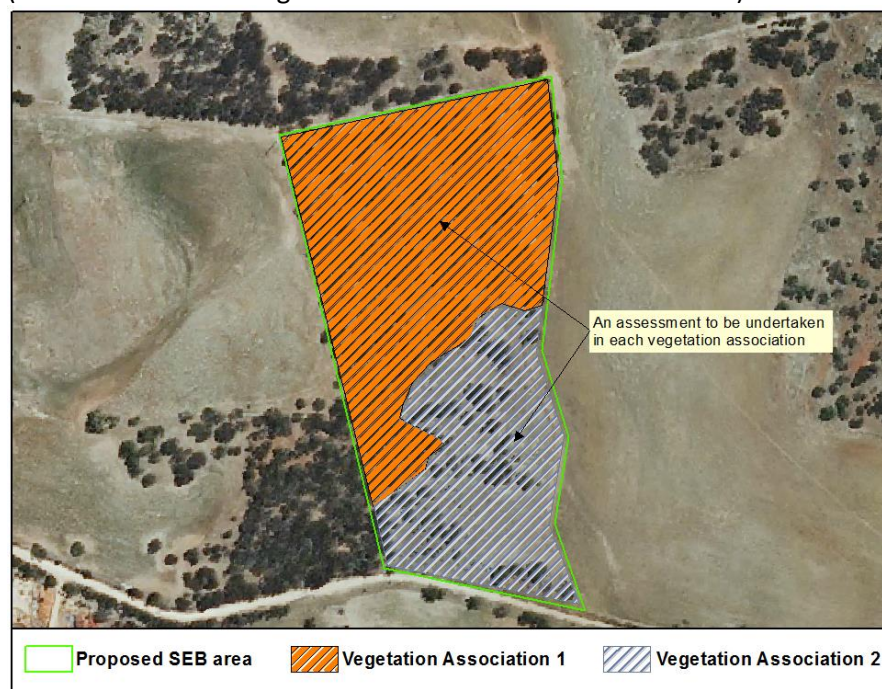 An assessment to be undertaken
in each vegetation association
Proposed SEB area
Vegetation Association 1
Vegetation Association 2